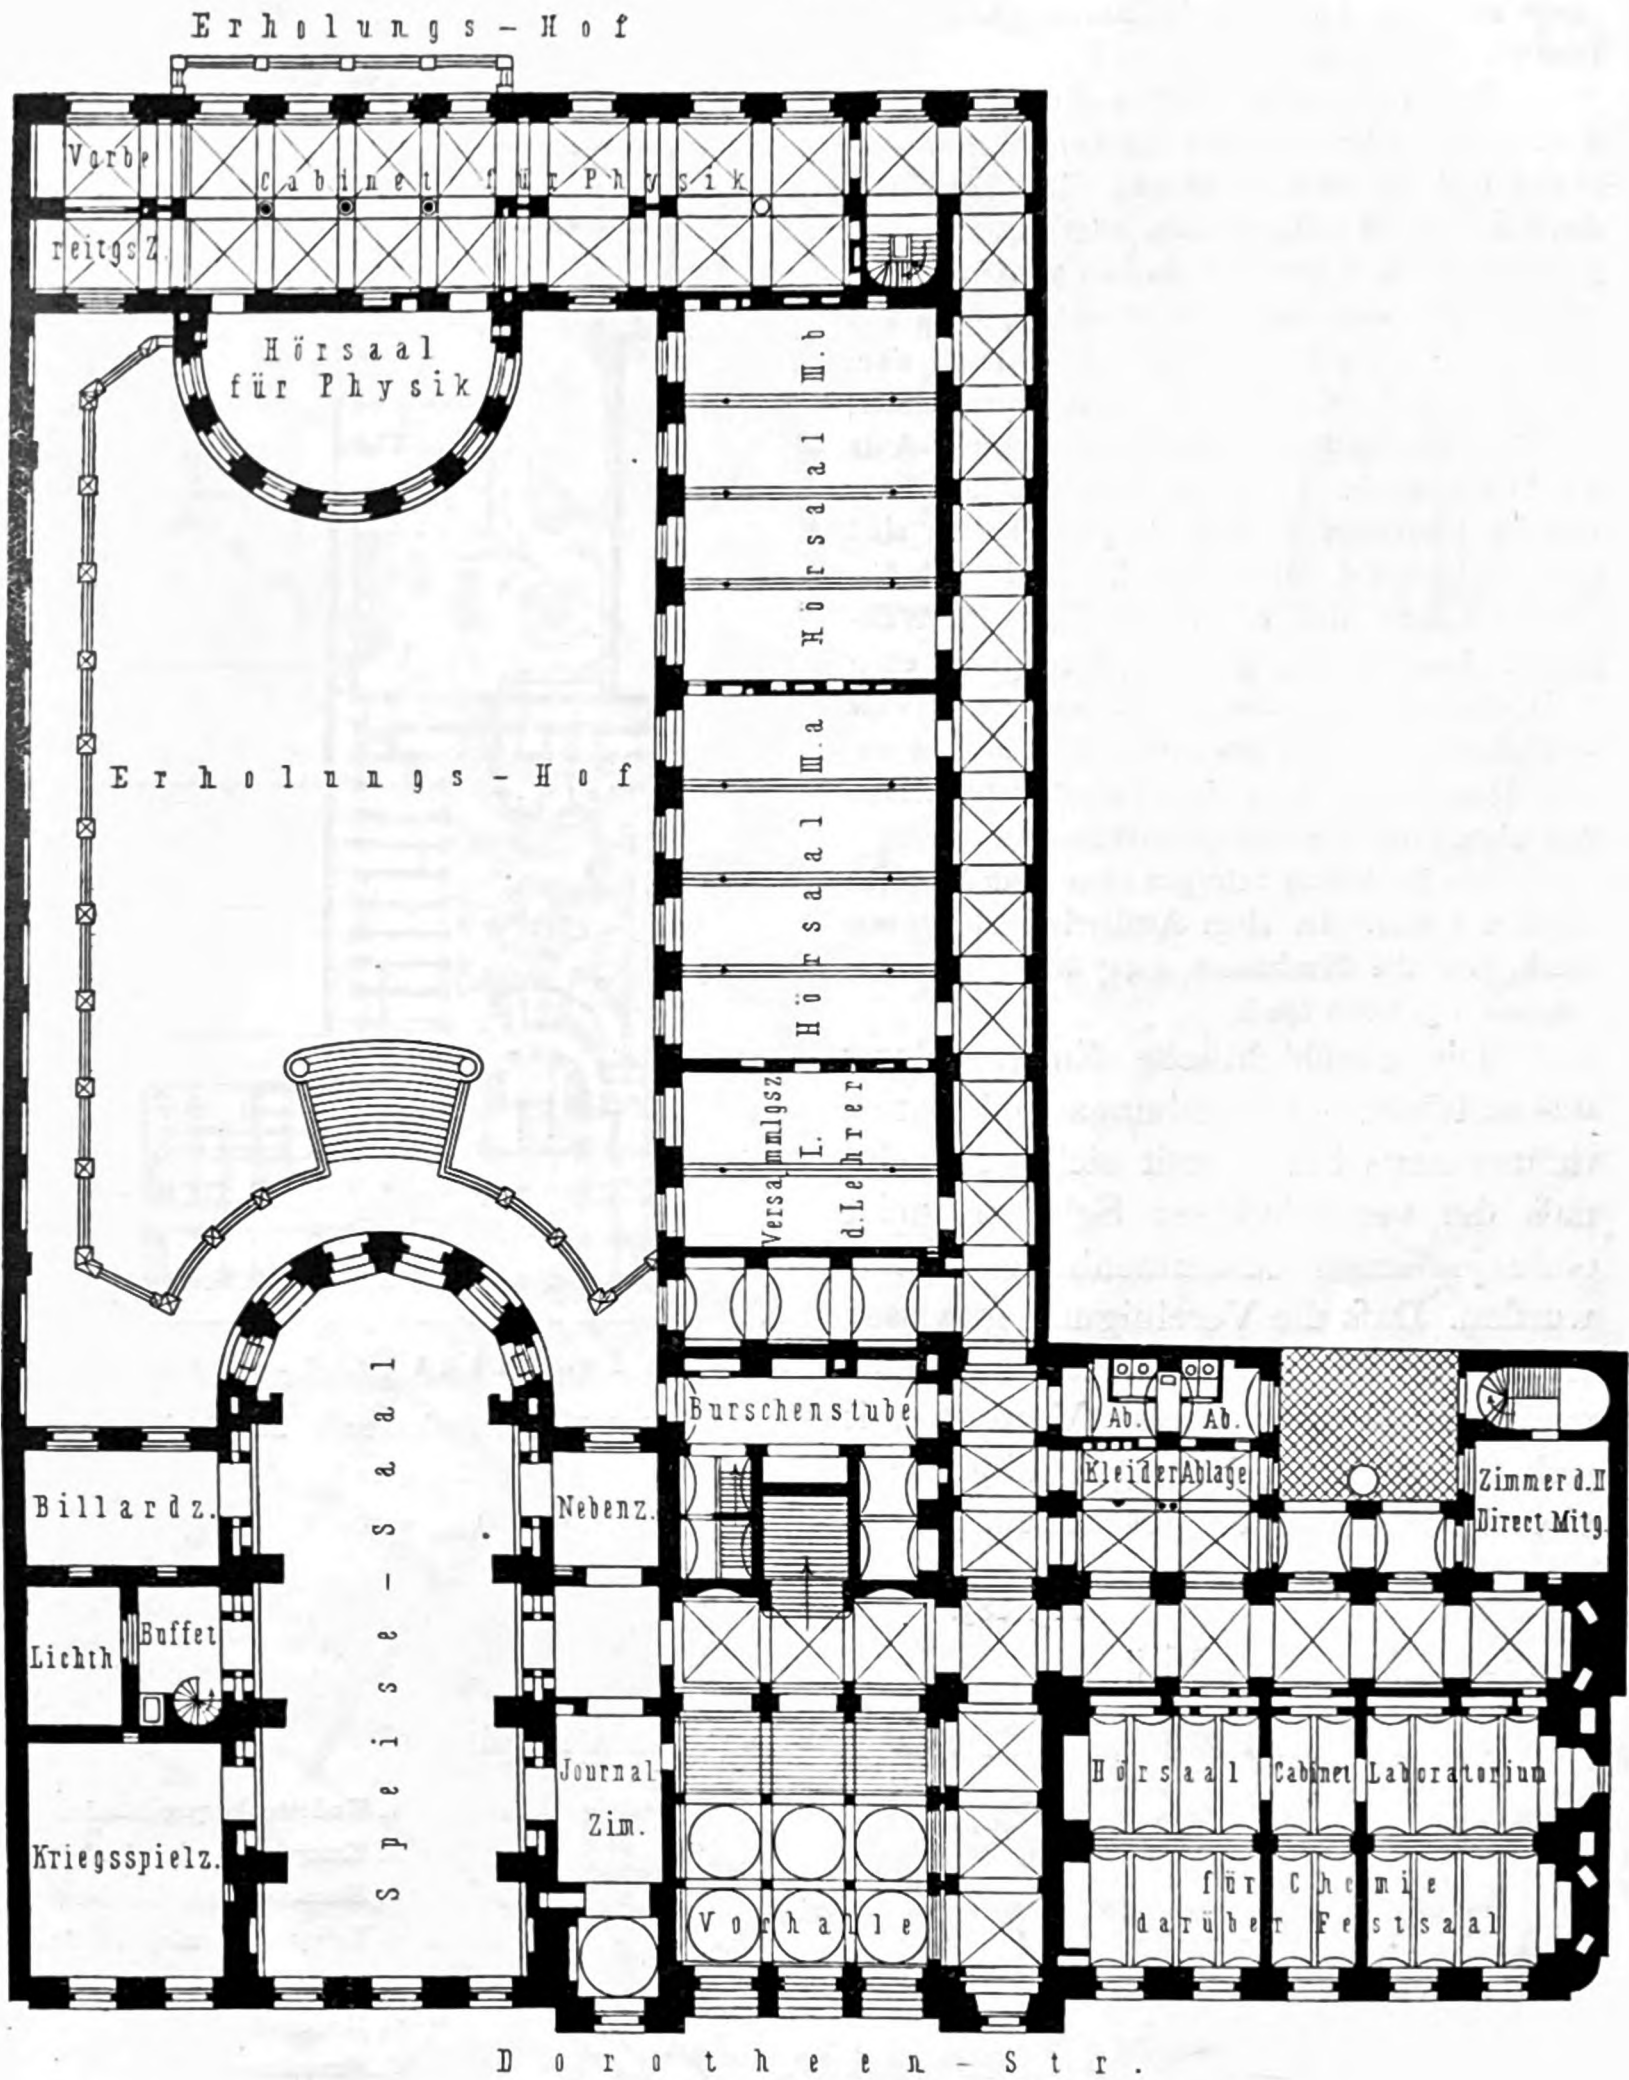 Erholungs-Hof
Vorbe
reitgs Z.
Cabinet für Physik
Hörsaal
für Physik
Hörsaal III.b
Erholungs-Hof
Hörsaal III.a
Versammlgsz
L.
d. Lehrer
Burschenstube
Ab.
Ab.
Kleider Ablage
Zimmer d. II
Direct Mitg.
Billardz.
Speise-saal
Nebenz.
Lichth
Buffet
Journal
Zim.
Kriegsspielz.
Vorhalle
Hörsaal
Cabinet
Laboratorium
für Chemie
darüber Festsaal
Dorotheen-Str.